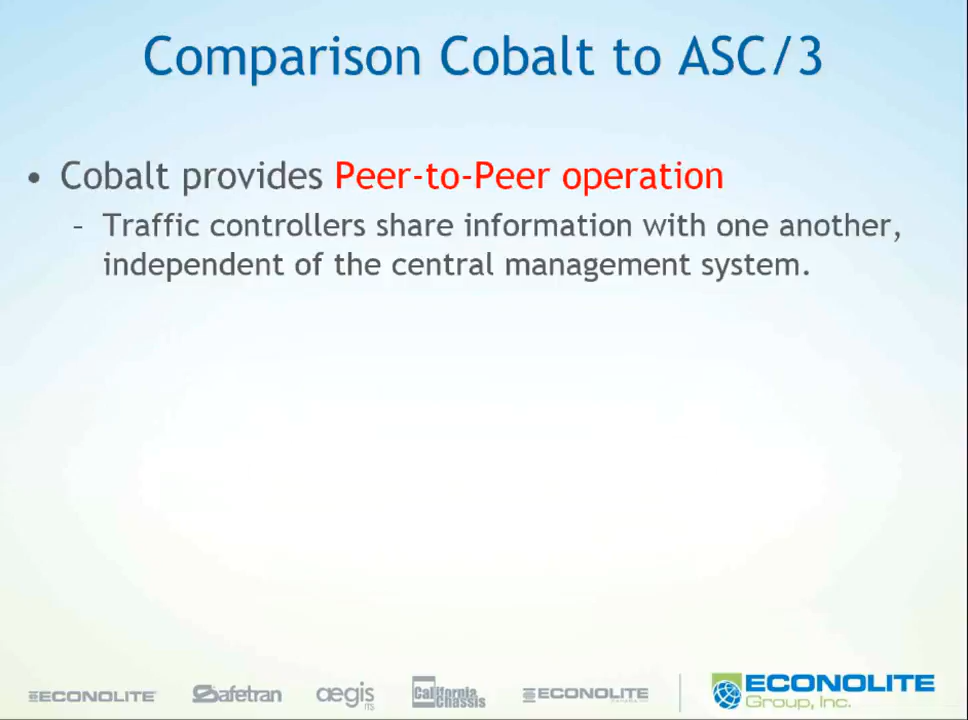 Comparison Cobalt to ASC/3
• Cobalt provides Peer-to-Peer operation
– Traffic controllers share information with one another,
independent of the central management system.
ECONOLITE Safetran aegis ITS California Chassis ECONOLITE ECONOLITE
Group, Inc.